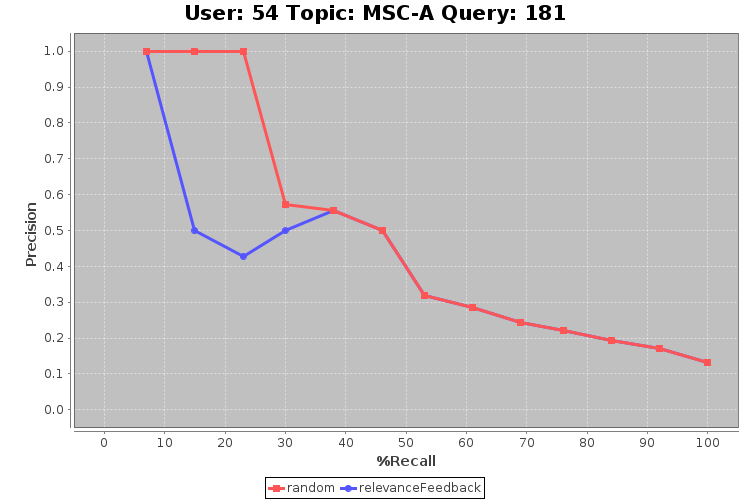 User: 54 Topic: MSC-A Query: 181
1.0
0.9
0.8
0.7
0.6
0.5
0.4
0.3
0.2
0.1
0.0
Precision
0 10 20 30 40 50 60 70 80 90 100
%Recall
random relevanceFeedback